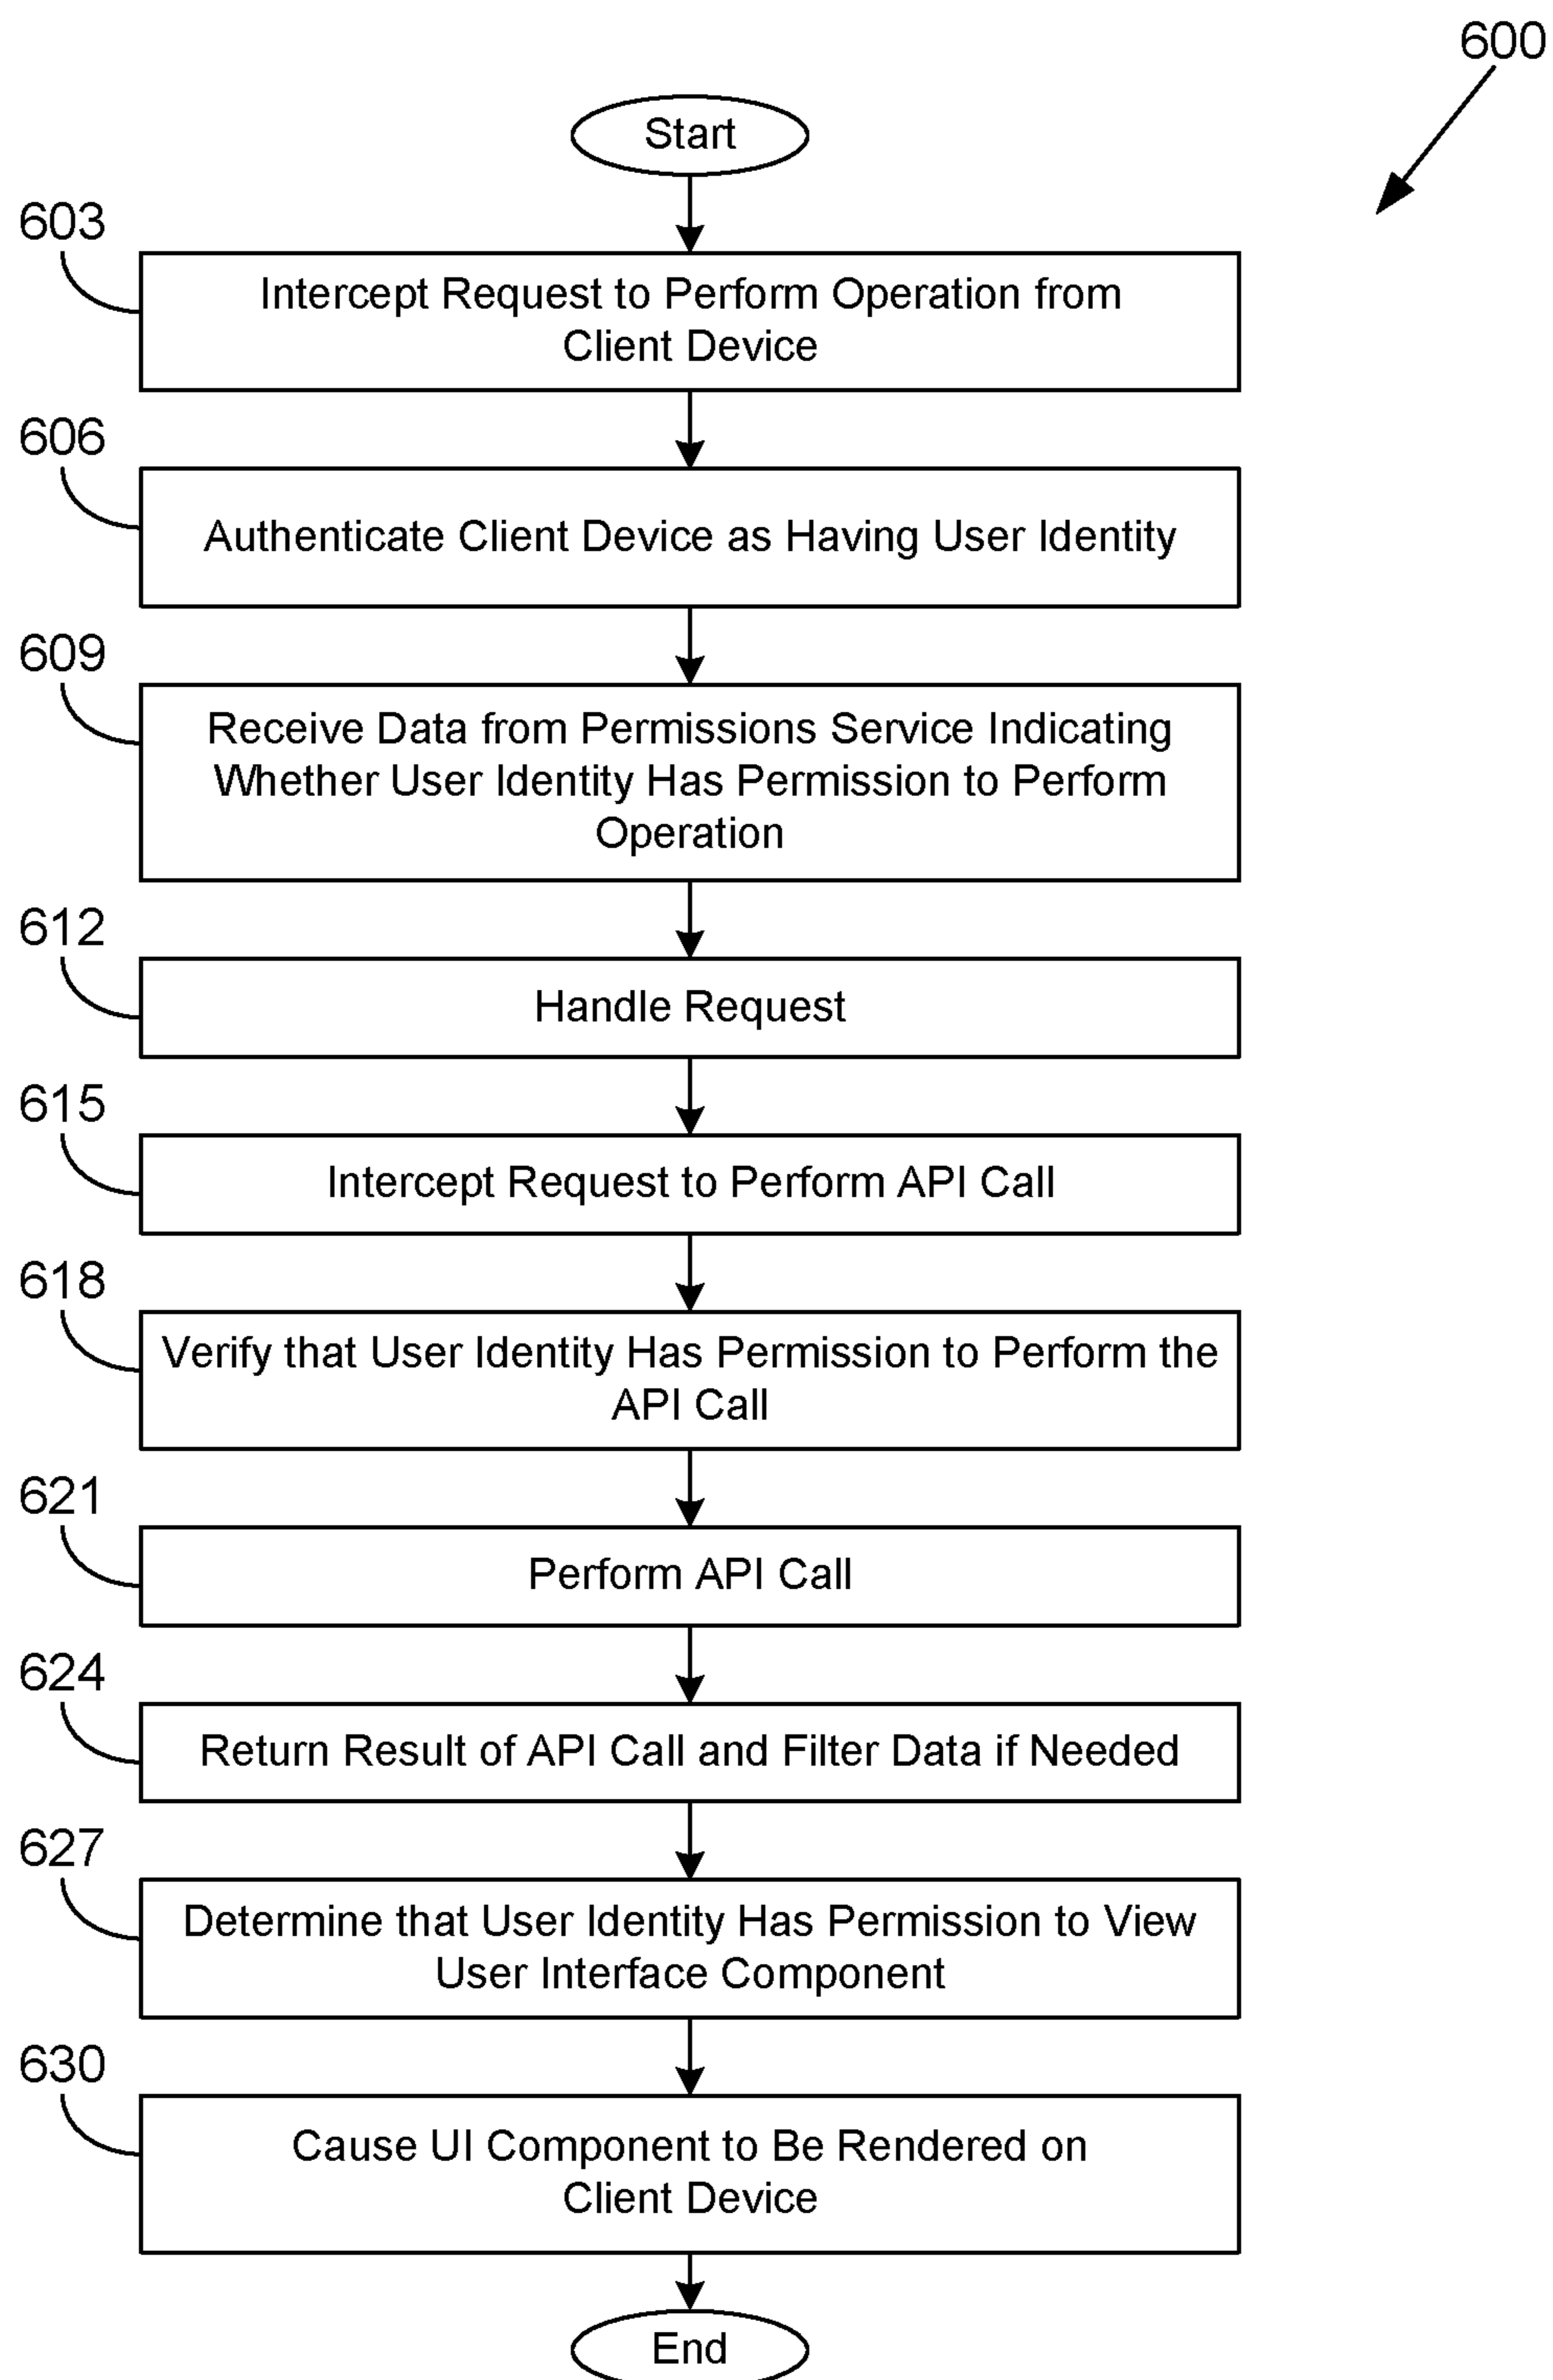 600
Start
603
Intercept Request to Perform Operation from
Client Device
606
Authenticate Client Device as Having User Identity
609
Receive Data from Permissions Service Indicating
Whether User Identity Has Permission to Perform
Operation
612
Handle Request
615
Intercept Request to Perform API Call
618
Verify that User Identity Has Permission to Perform the
API Call
621
Perform API Call
624
Return Result of API Call and Filter Data if Needed
627
Determine that User Identity Has Permission to View
User Interface Component
630
Cause UI Component to Be Rendered on
Client Device
End